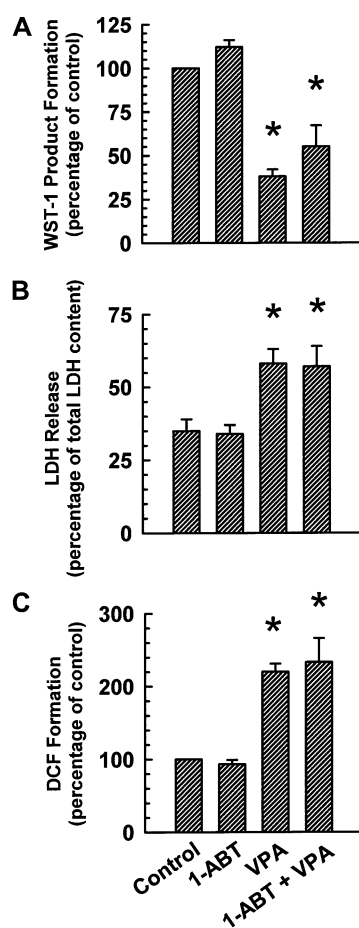 A
WST-1 Product Formation
(percentage of control)
125
100
75
50
25
0
*
*
B
LDH Release
(percentage of total LDH content)
75
50
25
0
*
*
C
DCF Formation
(percentage of control)
300
200
100
0
*
*
Control
1-ABT
VPA
1-ABT + VPA